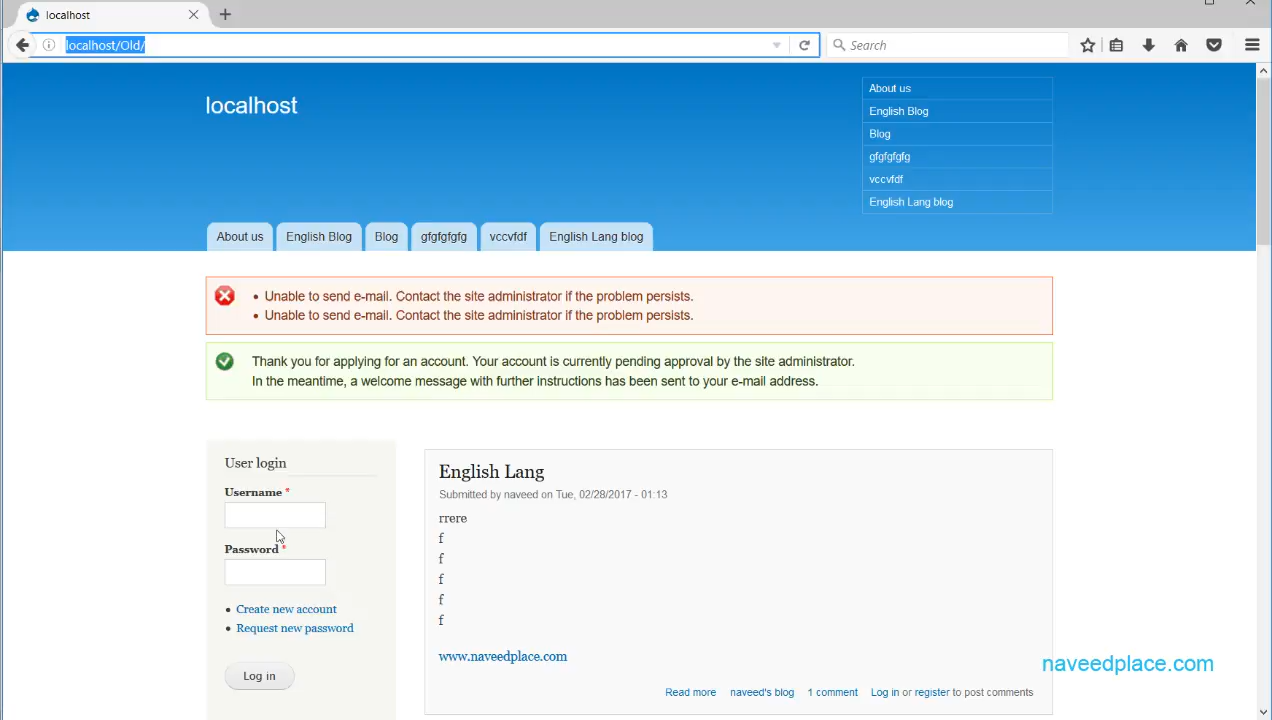 localhost
localhost/Old/
Search
localhost
About us
English Blog
Blog
gfgfgfgfg
vccvfdf
English Lang blog
About us
English Blog
Blog
gfgfgfgfg
vccvfdf
English Lang blog
Unable to send e-mail. Contact the site administrator if the problem persists.
Unable to send e-mail. Contact the site administrator if the problem persists.
Thank you for applying for an account. Your account is currently pending approval by the site administrator.
In the meantime, a welcome message with further instructions has been sent to your e-mail address.
User login
Username *
Password *
Create new account
Request new password
Log in
English Lang
Submitted by naveed on Tue, 02/28/2017 - 01:13
rrere
f
f
f
f
f
www.naveedplace.com
Read more naveed's blog 1 comment Log in or register to post comments
naveedplace.com